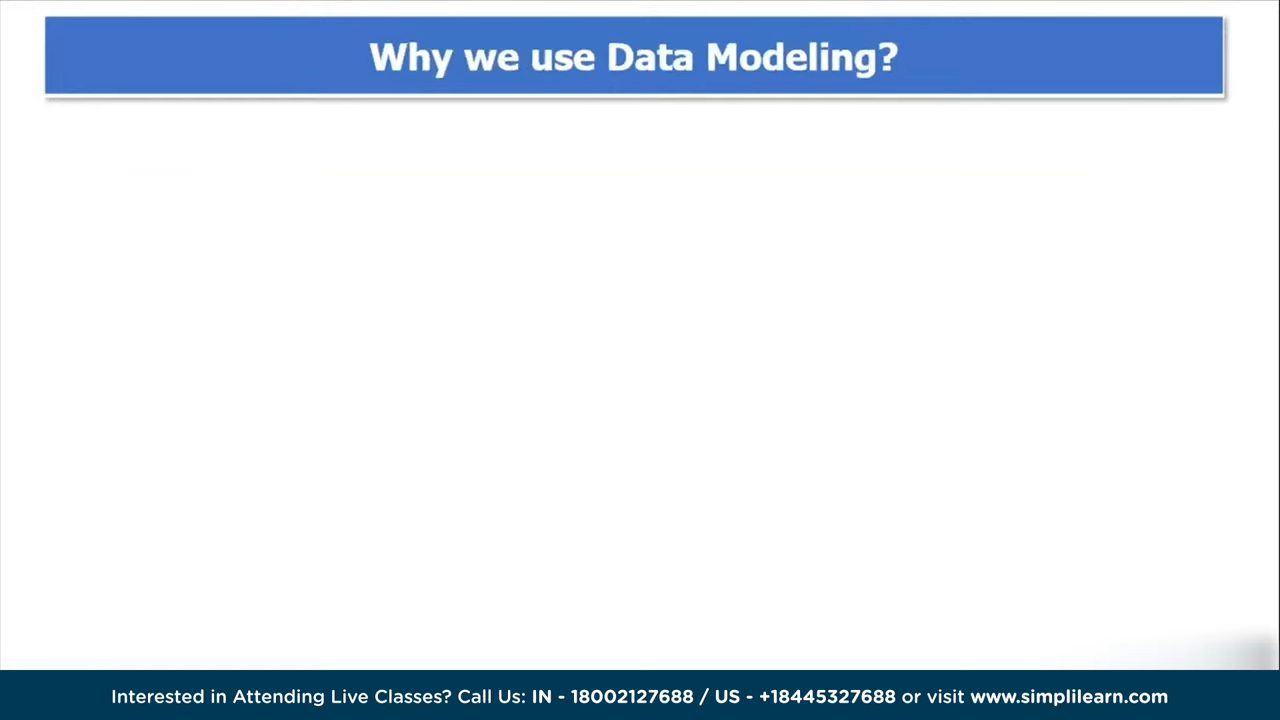 Why we use Data Modeling?
Interested in Attending Live Classes? Call Us: IN - 18002127688 / US - +18445327688 or visit www.simplilearn.com